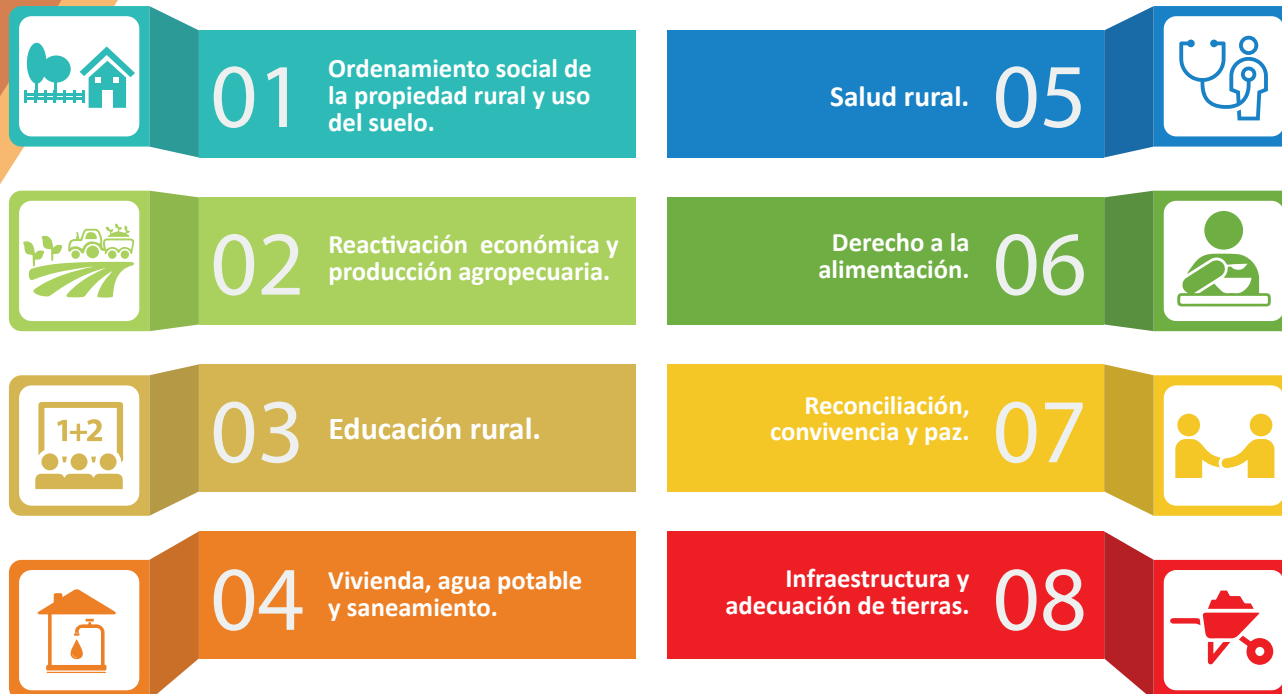 01
Ordenamiento social de
la propiedad rural y uso
del suelo.
02
Reactivación económica y
producción agropecuaria.
1+2
03
Educación rural.
04
Vivienda, agua potable
y saneamiento.
Salud rural.
05
Derecho a la
alimentación.
06
Reconciliación,
convivencia y paz.
07
Infraestructura y
adecuación de tierras.
08